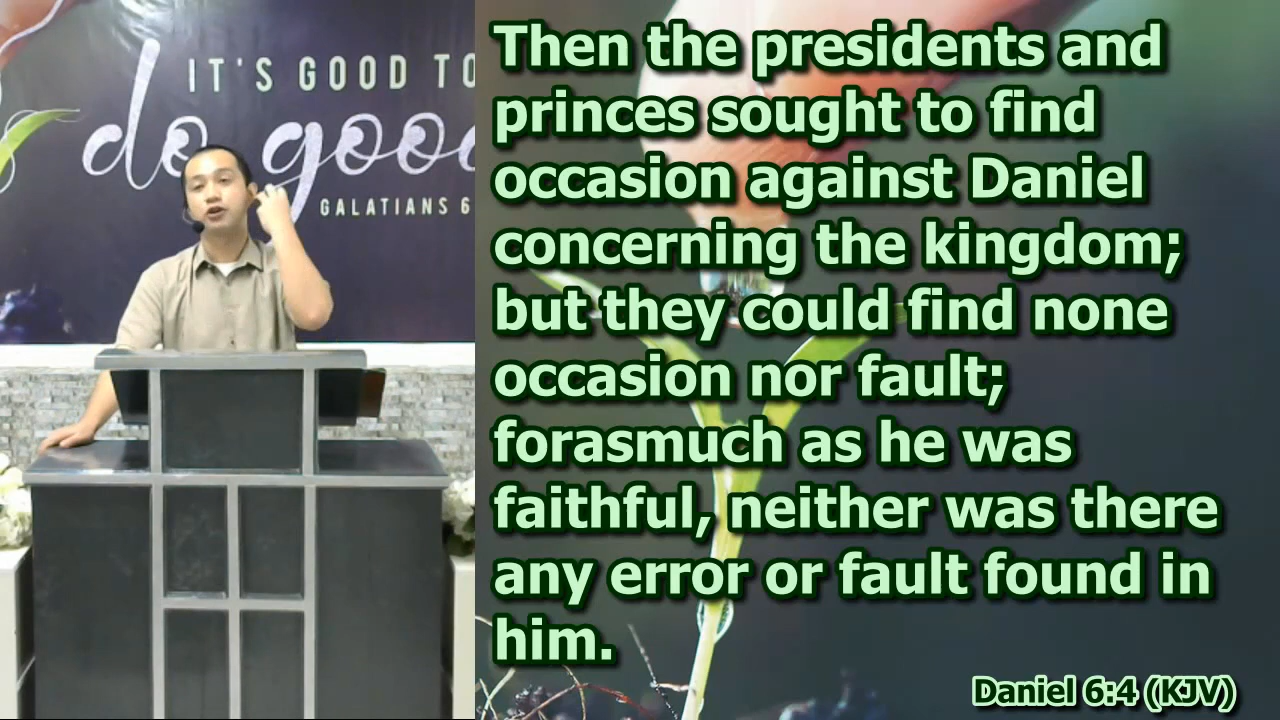 IT'S GOOD TO
do good
GALATIANS 6
Then the presidents and
princes sought to find
occasion against Daniel
concerning the kingdom;
but they could find none
occasion nor fault;
forasmuch as he was
faithful, neither was there
any error or fault found in
him.
Daniel 6:4 (KJV)